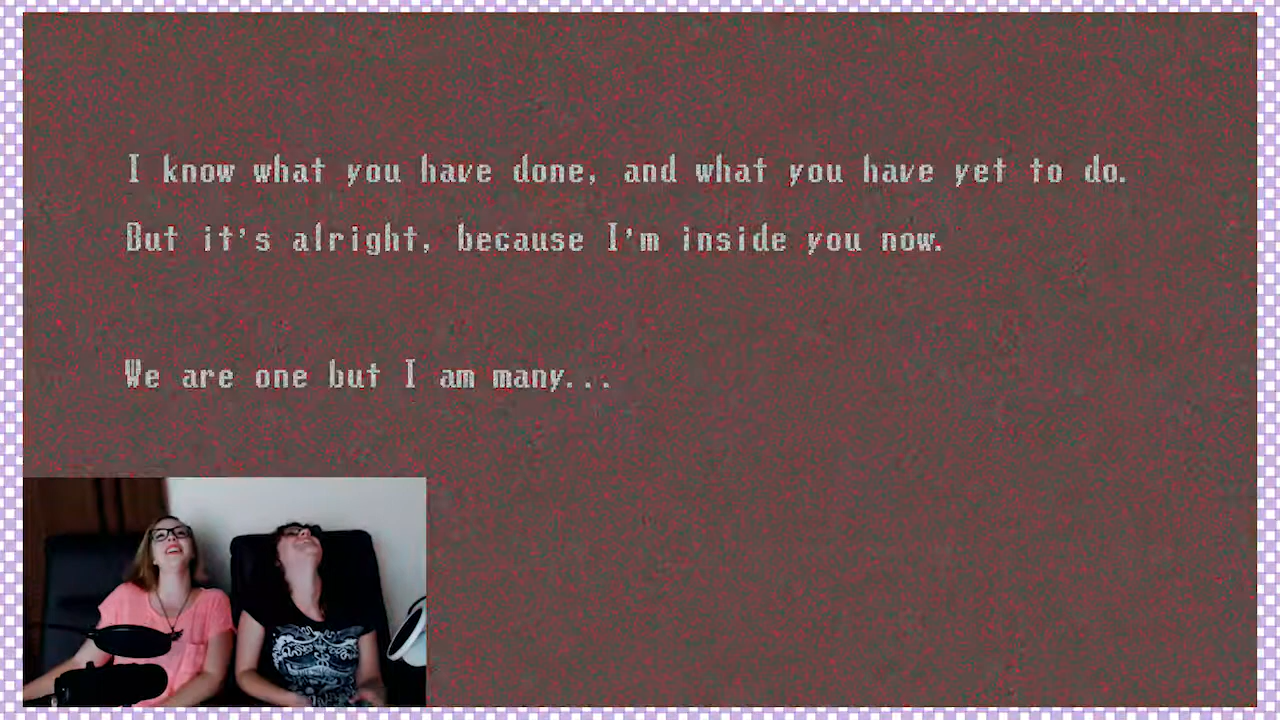 I know what you have done, and what you have yet to do.
But it's alright, because I'm inside you now.
We are one but I am many...